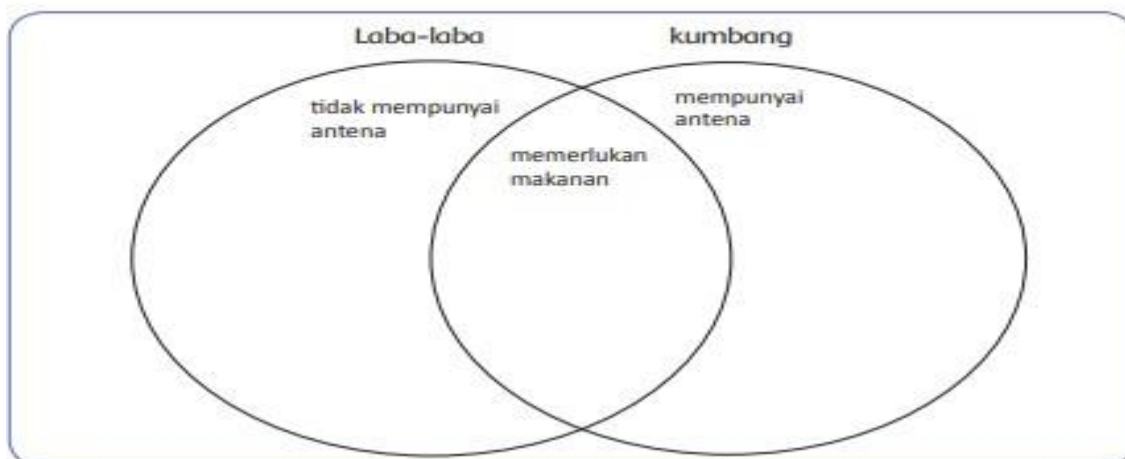 Laba-laba
kumbang
tidak mempunyai
antena
memerlukan
makanan
mempunyai
antena